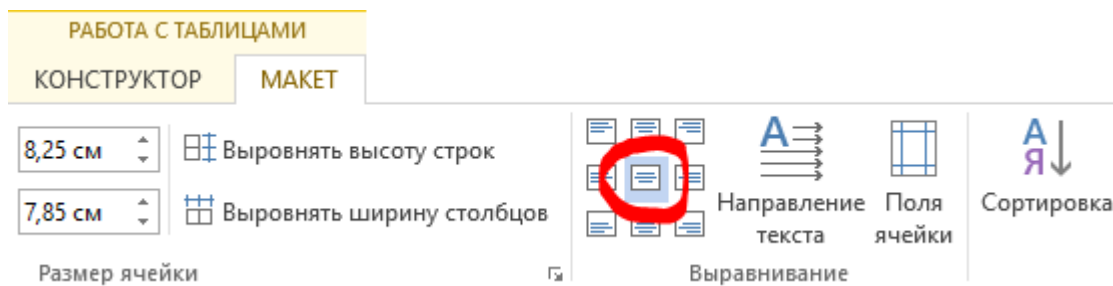 РАБОТА С ТАБЛИЦАМИ
КОНСТРУКТОР МАКЕТ
8,25 см Выровнять высоту строк
7,85 см Выровнять ширину столбцов
Размер ячейки
Направление текста
Поля ячейки
Выравнивание
А
Я
Сортировка